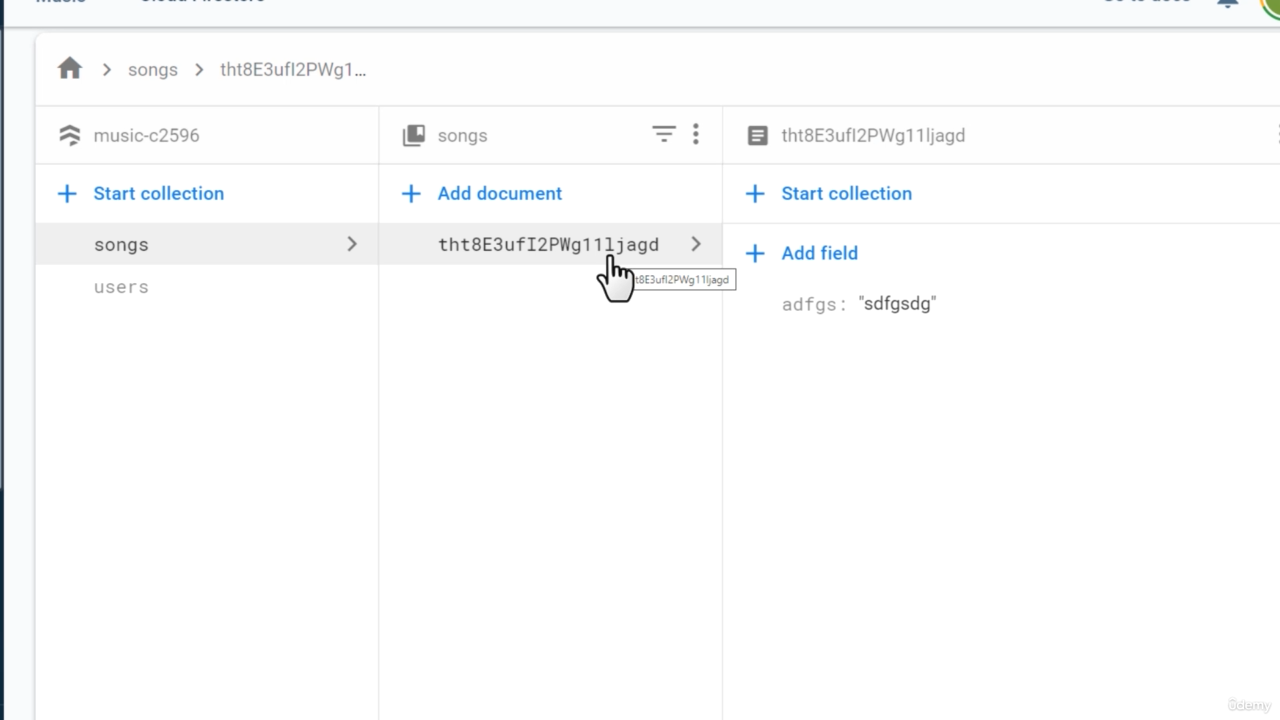 songs
tht8E3ufI2PWg1...
music-c2596
songs
tht8E3ufI2PWg11ljagd
Start collection
Add document
Start collection
songs
tht8E3ufI2PWg11ljagd
Add field
t8E3ufI2PWg11ljagd
users
adfgs: "sdfgsdg"
ûdemy